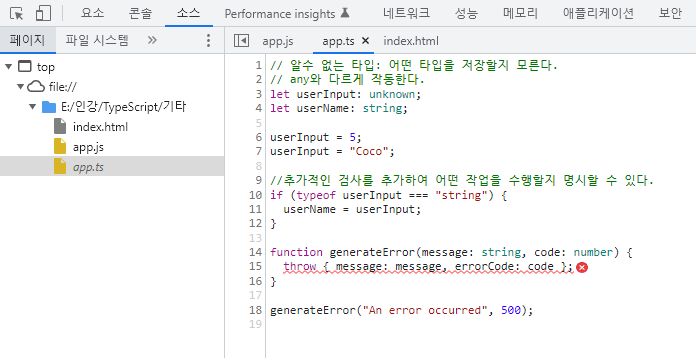 요소 콘솔 소스 Performance insights 네트워크 성능 메모리 애플리케이션 보안
페이지 파일 시스템 »
app.js app.ts × index.html
top
file://
E:/인강/TypeScript/기타
index.html
app.js
app.ts
1 // 알수 없는 타입: 어떤 타입을 저장할지 모른다.
2 // any와 다르게 작동한다.
3 let userInput: unknown;
4 let userName: string;
5
6 userInput = 5;
7 userInput = "Coco";
8
9 //추가적인 검사를 추가하여 어떤 작업을 수행할지 명시할 수 있다.
10 if (typeof userInput === "string") {
11 userName = userInput;
12 }
13
14 function generateError(message: string, code: number) {
15 throw { message: message, errorCode: code };
16 }
17
18 generateError("An error occurred", 500);
19